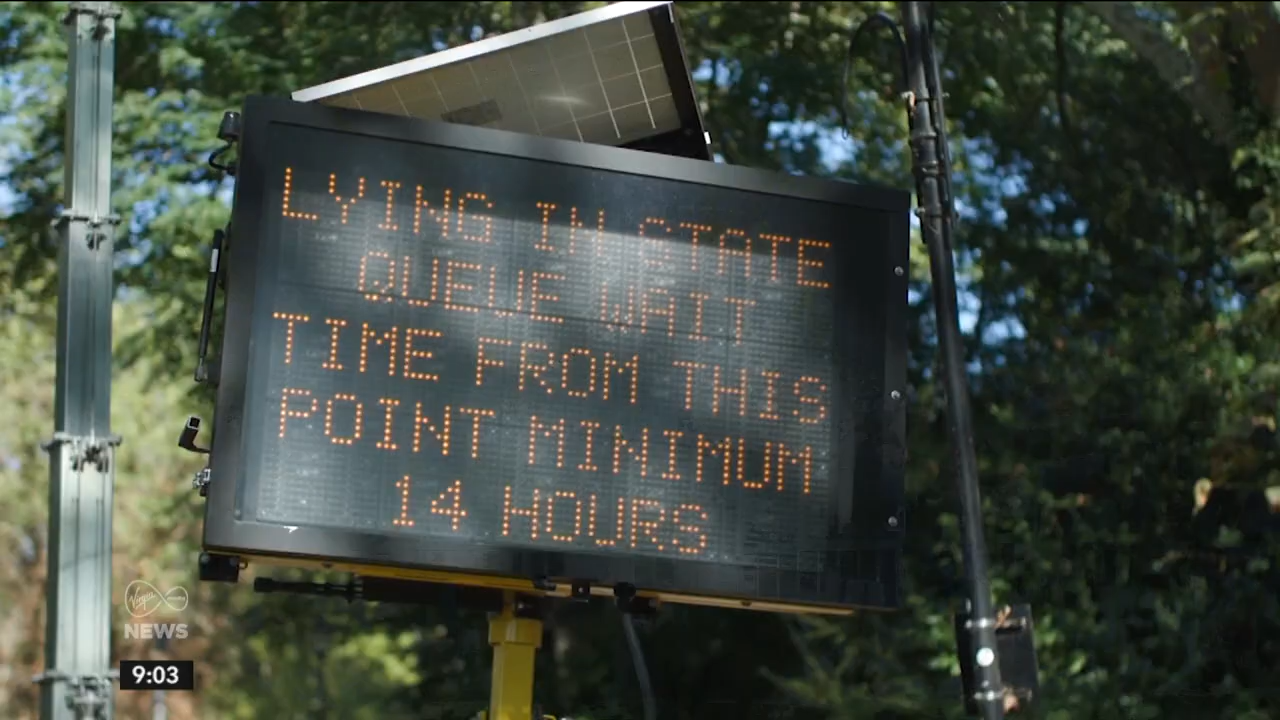 LYING IN STATE
QUEUE WAIT
TIME FROM THIS
POINT MINIMUM
14 HOURS
Virgin
NEWS
9:03